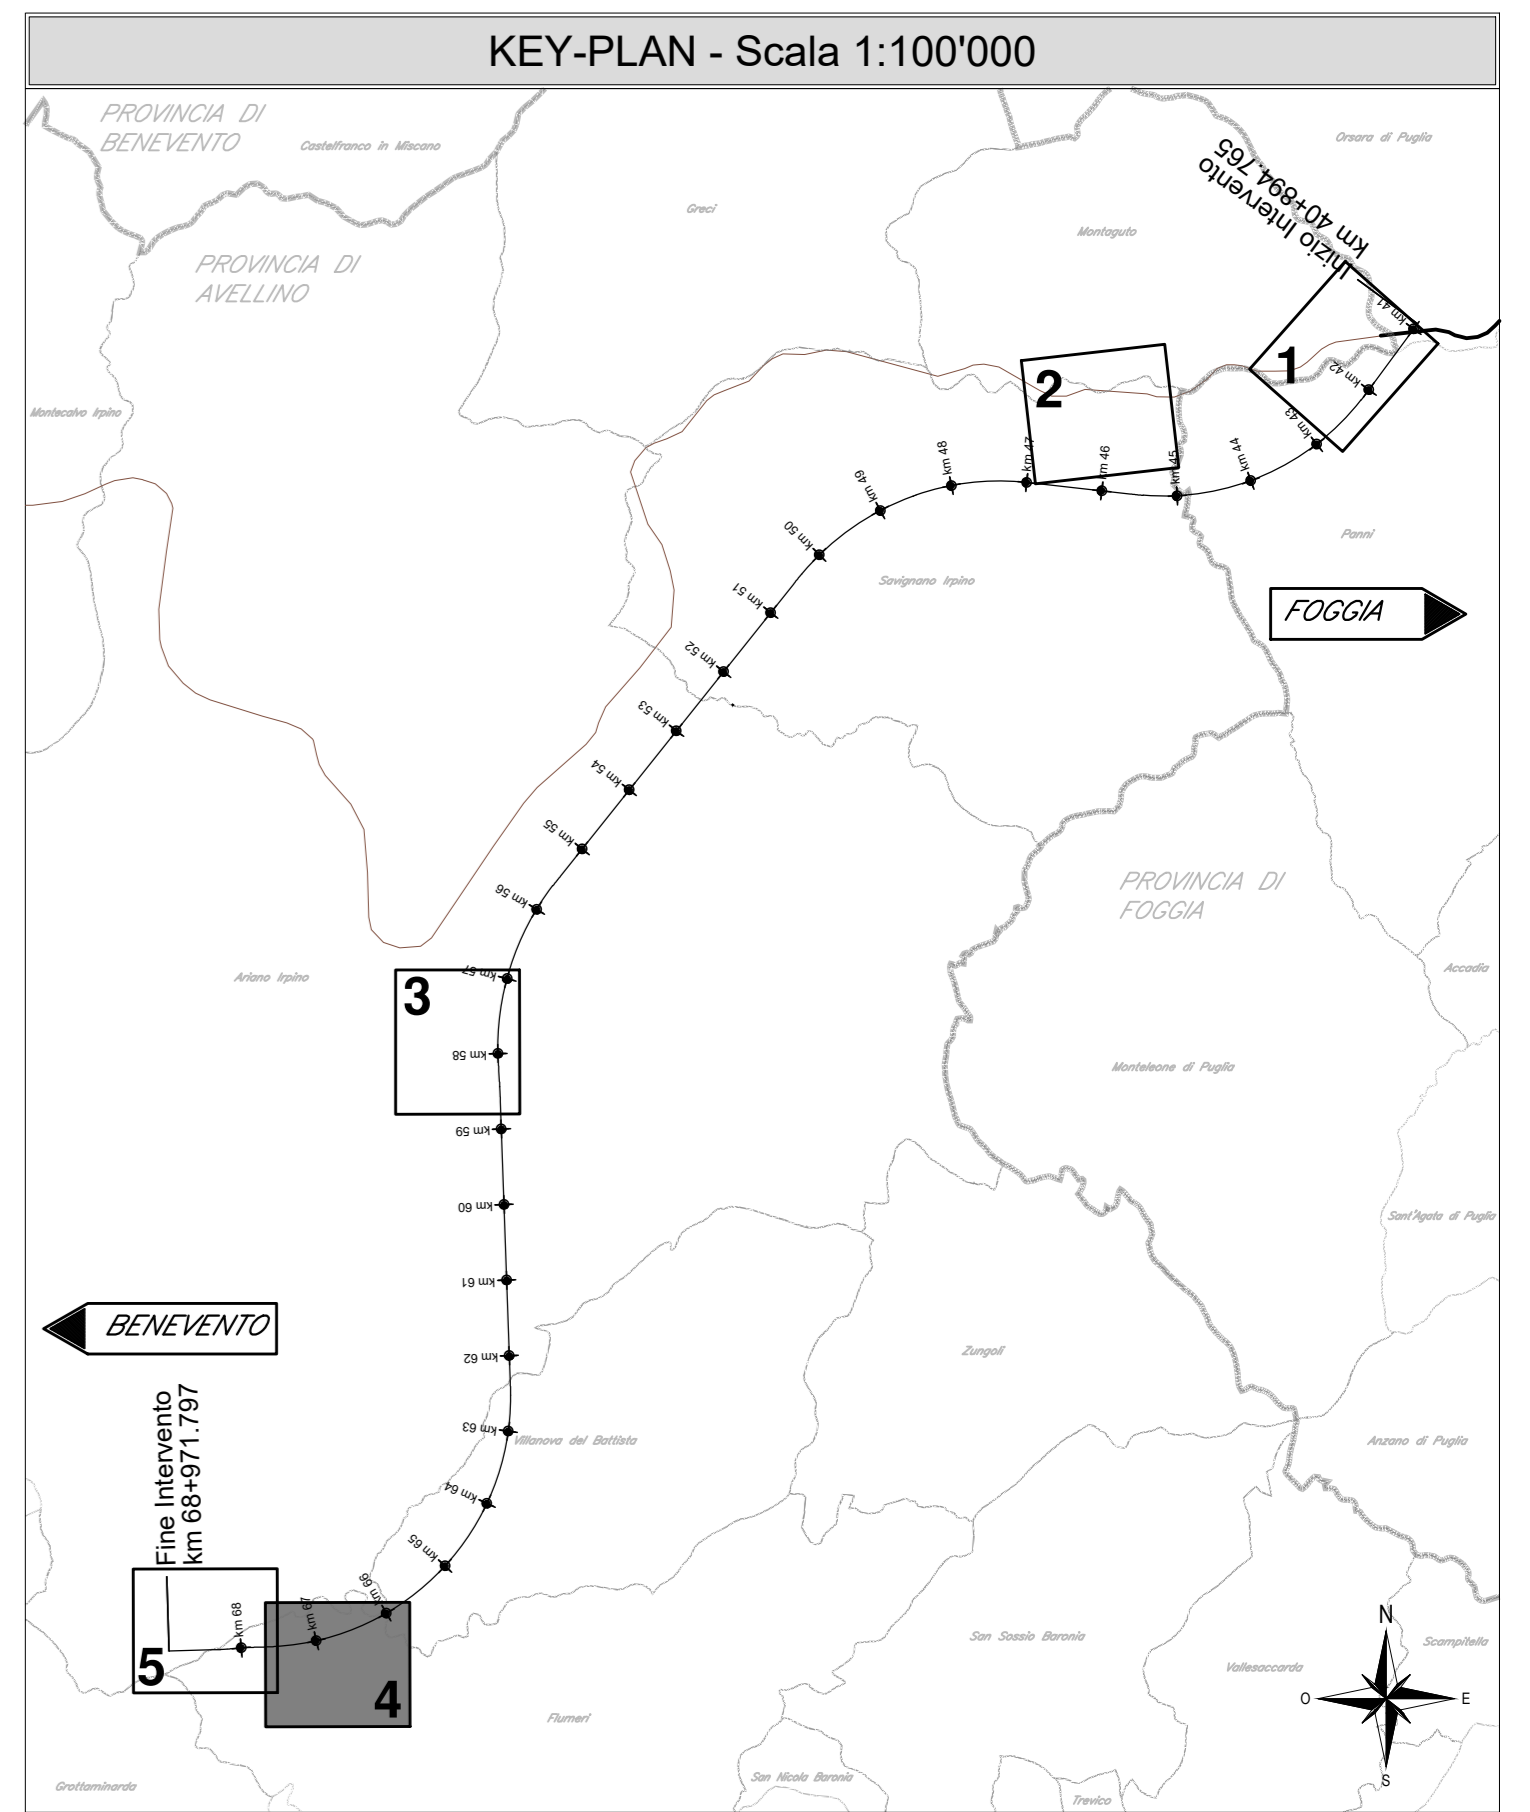 KEY-PLAN - Scala 1:100'000
PROVINCIA DI
BENEVENTO
Castelfranco in Miscano
Orsara di Puglia
Inizio Intervento
km 40+894.765
Greci
Montaguto
PROVINCIA DI
AVELLINO
km 41
1
km 42
2
Montecalvo Irpino
km 43
km 44
km 45
km 46
km 47
km 48
km 49
km 50
Panni
Savignano Irpino
FOGGIA
km 51
km 52
km 53
km 54
km 55
km 56
PROVINCIA DI
FOGGIA
Ariano Irpino
km 57
3
Accadia
km 58
Monteleone di Puglia
km 59
km 60
Sant'Agata di Puglia
km 61
BENEVENTO
km 62
Zungoli
Fine Intervento
km 68+971.797
km 63
Villanova del Battista
Anzano di Puglia
km 64
km 65
km 66
km 67
km 68
5
4
N
O
E
S
San Sossio Baronia
Vallesaccarda
Scampitella
Flumeri
Grottaminarda
San Nicola Baronia
Trevico